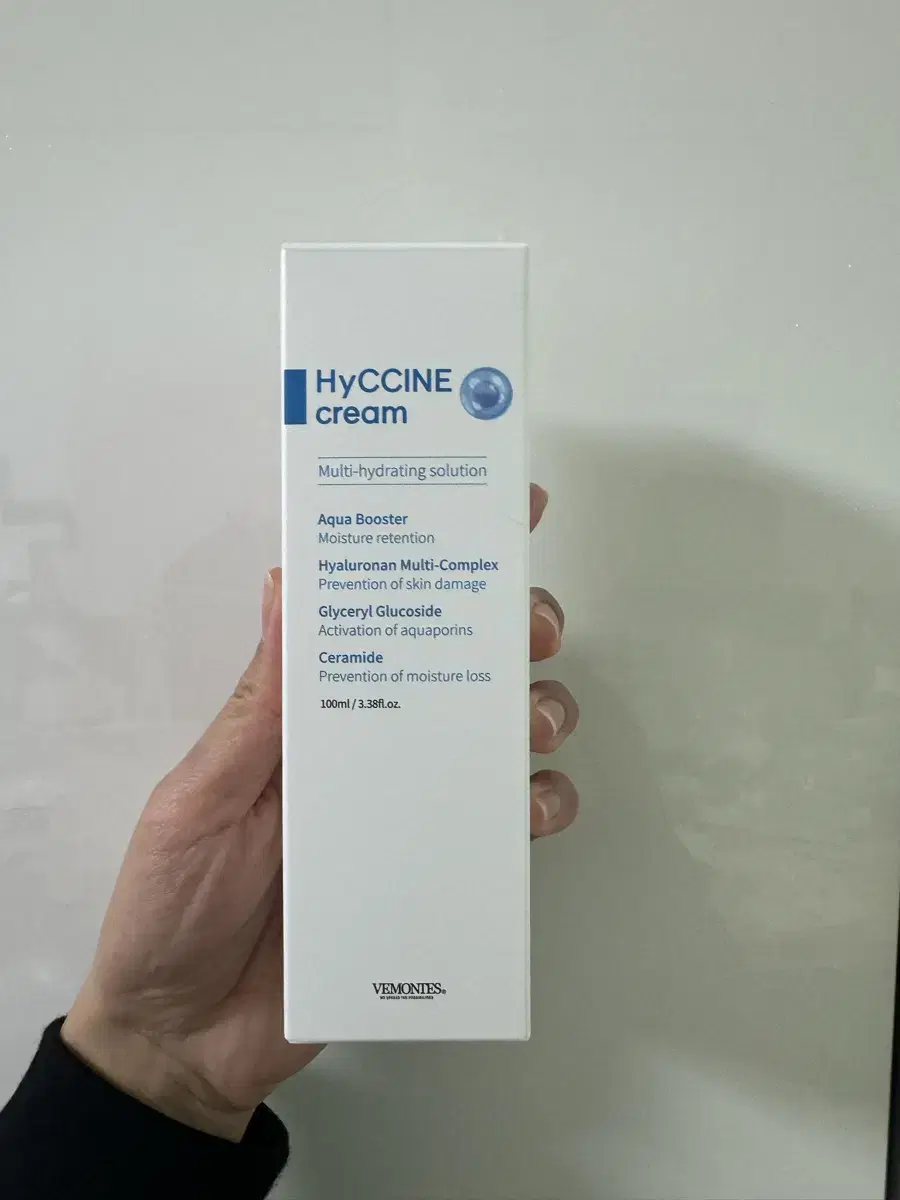 HyCCINE
cream
Multi-hydrating solution
Aqua Booster
Moisture retention
Hyaluronan Multi-Complex
Prevention of skin damage
Glyceryl Glucoside
Activation of aquaporins
Ceramide
Prevention of moisture loss
100ml / 3.38fl.oz.
VEMONTES®